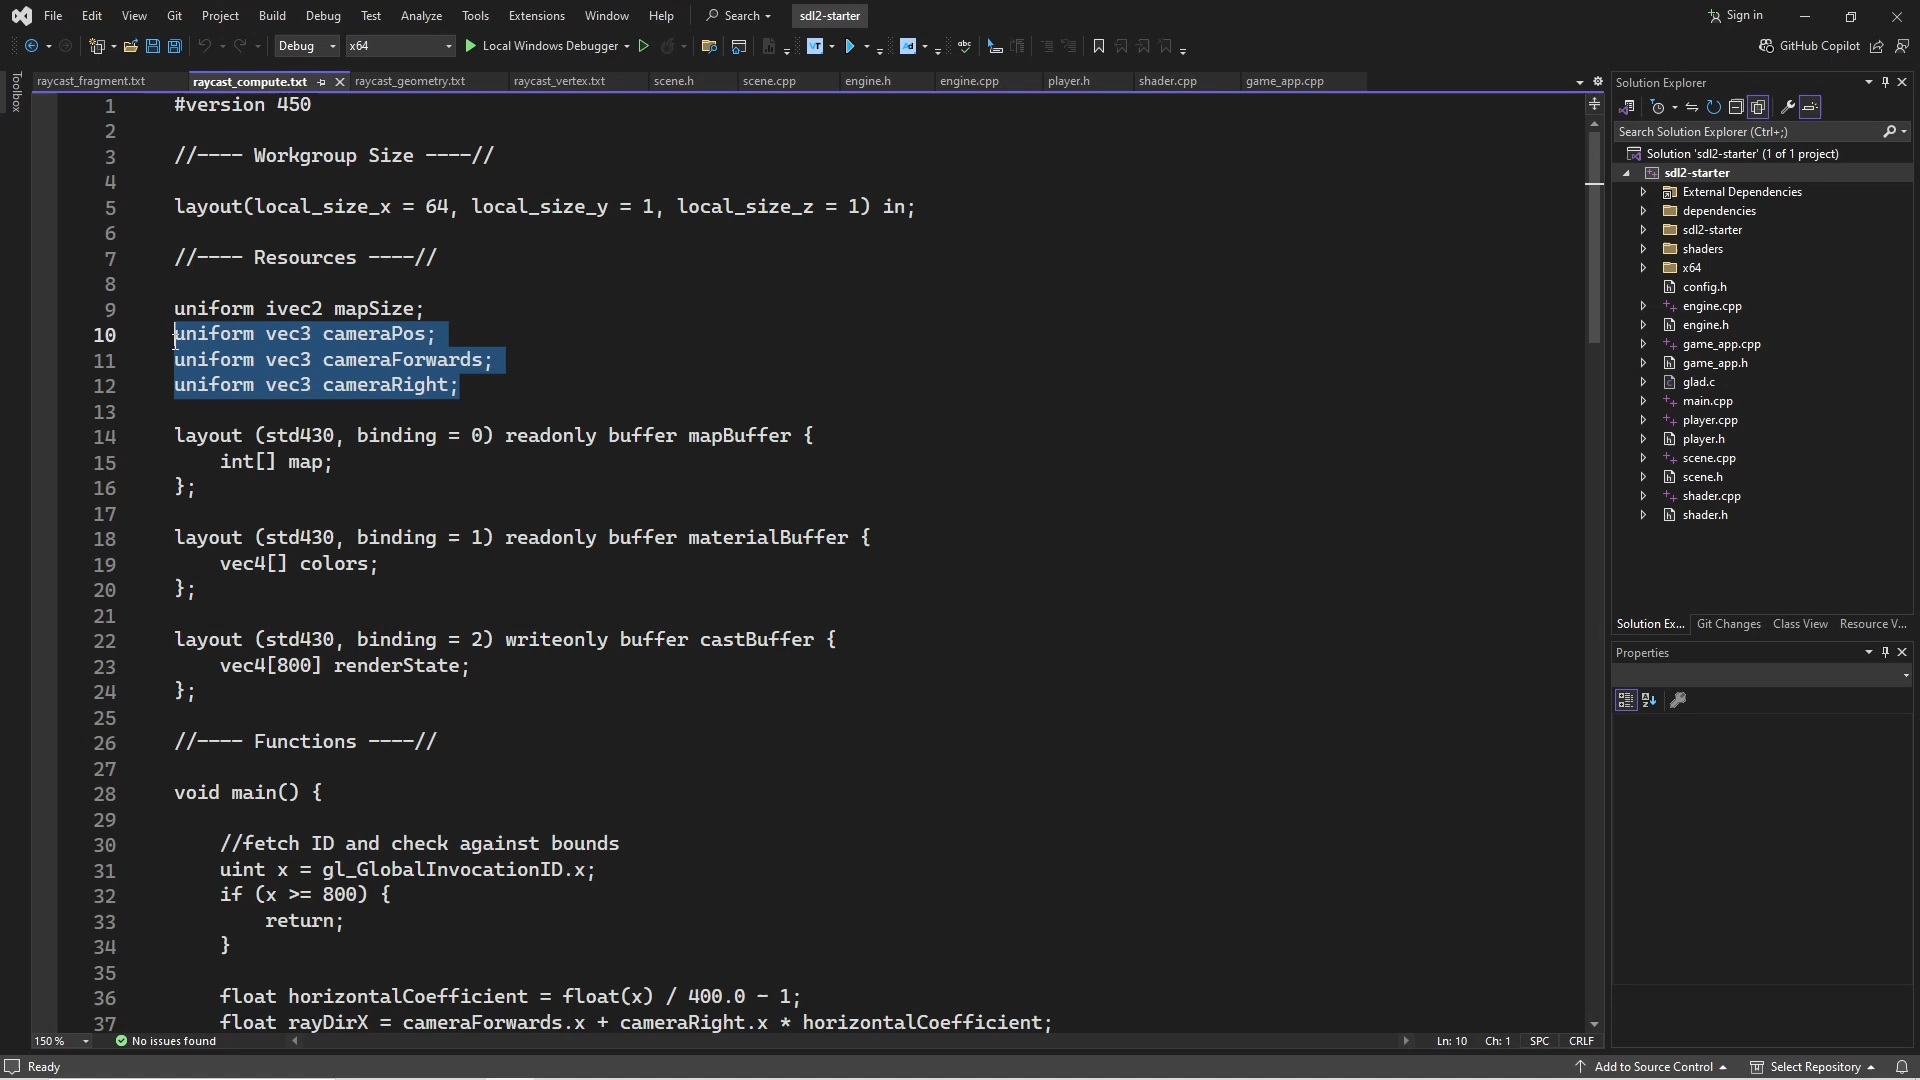 File Edit View Git Project Build Debug Test Analyze Tools Extensions Window Help Search sdl2-starter Sign in
Debug x64 Local Windows Debugger GitHub Copilot
Toolbox
raycast_fragment.txt raycast_compute.txt raycast_geometry.txt raycast_vertex.txt scene.h scene.cpp engine.h engine.cpp player.h shader.cpp game_app.cpp
1 #version 450
2
3 //---- Workgroup Size ----//
4
5 layout(local_size_x = 64, local_size_y = 1, local_size_z = 1) in;
6
7 //---- Resources ----//
8
9 uniform ivec2 mapSize;
10 uniform vec3 cameraPos;
11 uniform vec3 cameraForwards;
12 uniform vec3 cameraRight;
13
14 layout (std430, binding = 0) readonly buffer mapBuffer {
15 int[] map;
16 };
17
18 layout (std430, binding = 1) readonly buffer materialBuffer {
19 vec4[] colors;
20 };
21
22 layout (std430, binding = 2) writeonly buffer castBuffer {
23 vec4[800] renderState;
24 };
25
26 //---- Functions ----//
27
28 void main() {
29
30 //fetch ID and check against bounds
31 uint x = gl_GlobalInvocationID.x;
32 if (x >= 800) {
33 return;
34 }
35
36 float horizontalCoefficient = float(x) / 400.0 - 1;
37 float rayDirX = cameraForwards.x + cameraRight.x * horizontalCoefficient;
150 % No issues found Ln: 10 Ch: 1 SPC CRLF
Solution Explorer
Search Solution Explorer (Ctrl+;)
Solution 'sdl2-starter' (1 of 1 project)
sdl2-starter
External Dependencies
dependencies
sdl2-starter
shaders
x64
config.h
engine.cpp
engine.h
game_app.cpp
game_app.h
glad.c
main.cpp
player.cpp
player.h
scene.cpp
scene.h
shader.cpp
shader.h
Solution Ex... Git Changes Class View Resource V...
Properties
Ready Add to Source Control Select Repository